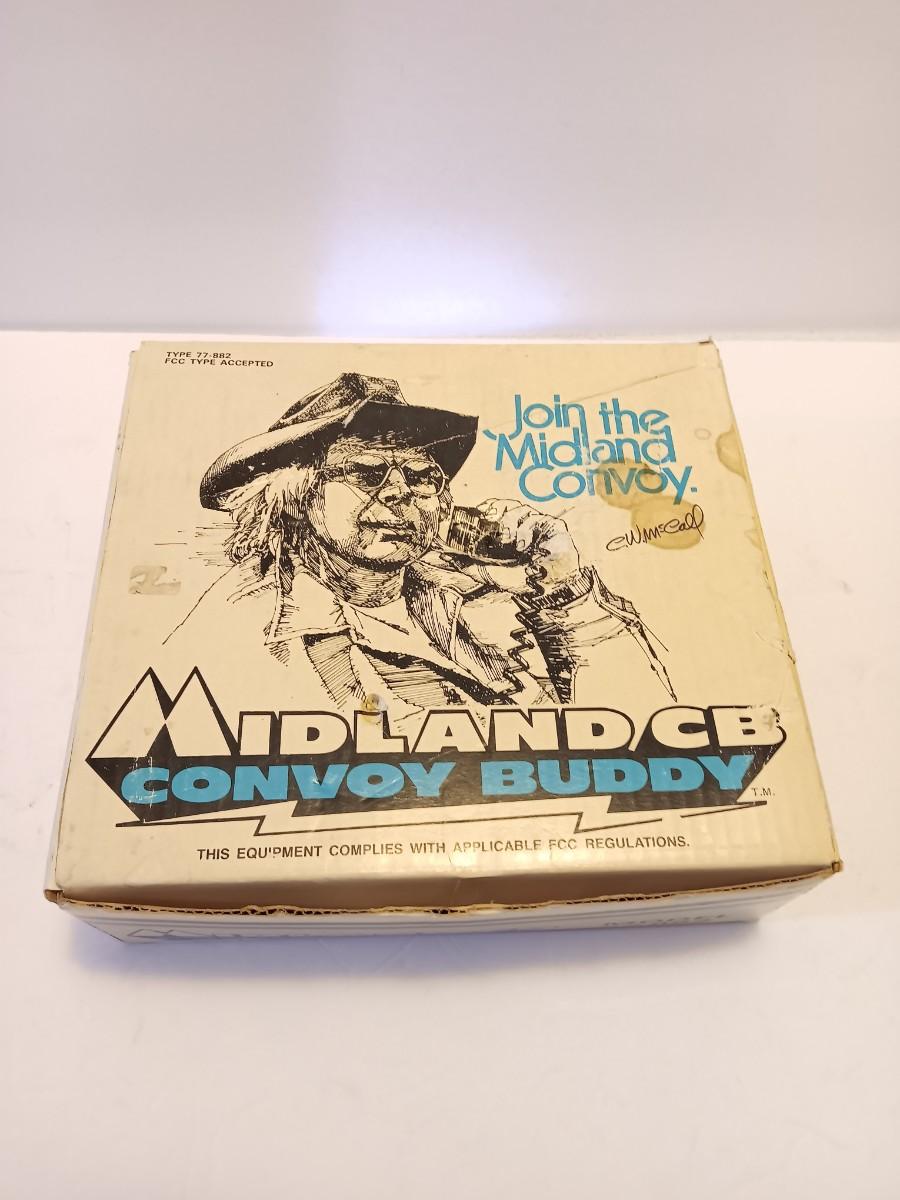 TYPE 77-882
FCC TYPE ACCEPTED
Join the
Midland
Convoy.
C.W. McCall
MIDLAND/CB
CONVOY BUDDY
T.M.
THIS EQUIPMENT COMPLIES WITH APPLICABLE FCC REGULATIONS.